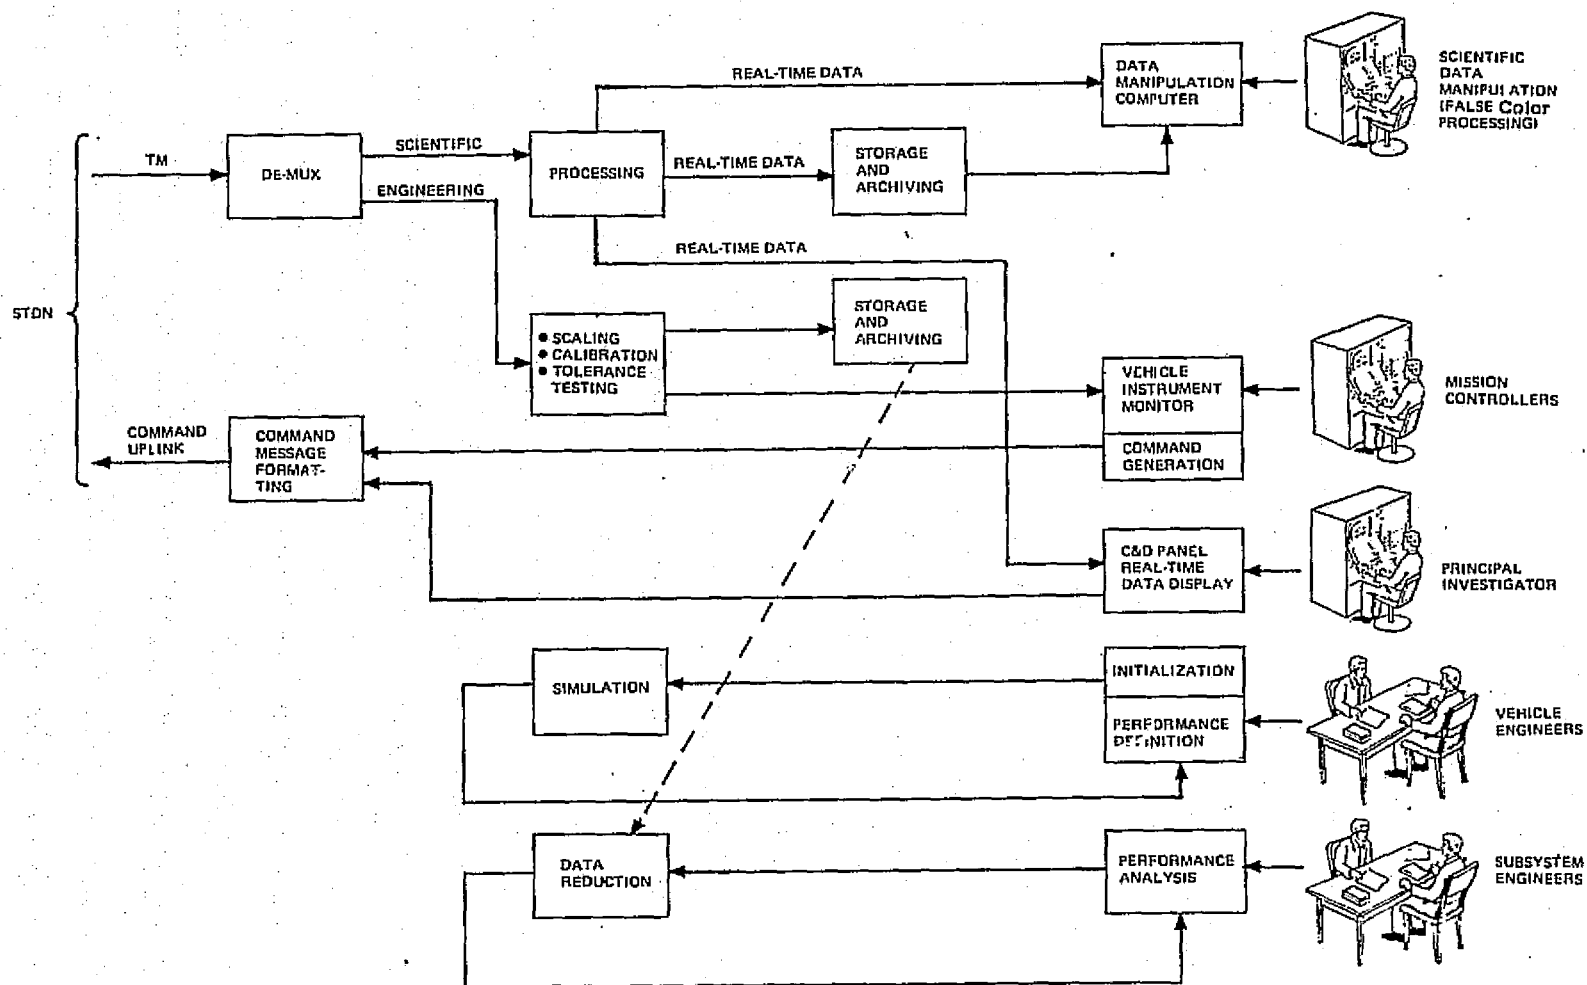 REAL-TIME DATA
DATA
MANIPULATION
COMPUTER
SCIENTIFIC
DATA
MANIPULATION
(FALSE Color
PROCESSING)
TM
DE-MUX
SCIENTIFIC
ENGINEERING
PROCESSING
REAL-TIME DATA
STORAGE
AND
ARCHIVING
REAL-TIME DATA
STDN
● SCALING
● CALIBRATION
● TOLERANCE
TESTING
STORAGE
AND
ARCHIVING
VEHICLE
INSTRUMENT
MONITOR
COMMAND
GENERATION
MISSION
CONTROLLERS
COMMAND
UPLINK
COMMAND
MESSAGE
FORMAT-
TING
C&D PANEL
REAL-TIME
DATA DISPLAY
PRINCIPAL
INVESTIGATOR
SIMULATION
INITIALIZATION
PERFORMANCE
DEFINITION
VEHICLE
ENGINEERS
DATA
REDUCTION
PERFORMANCE
ANALYSIS
SUBSYSTEM
ENGINEERS